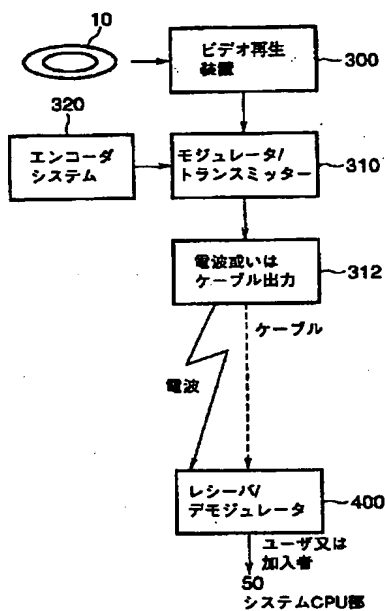 10
ビデオ再生
装置
300
320
エンコーダ
システム
モジュレータ/
トランスミッター
310
電波或いは
ケーブル出力
312
ケーブル
電波
レシーバ/
デモジュレータ
400
ユーザ又は
加入者
50
システムCPU部